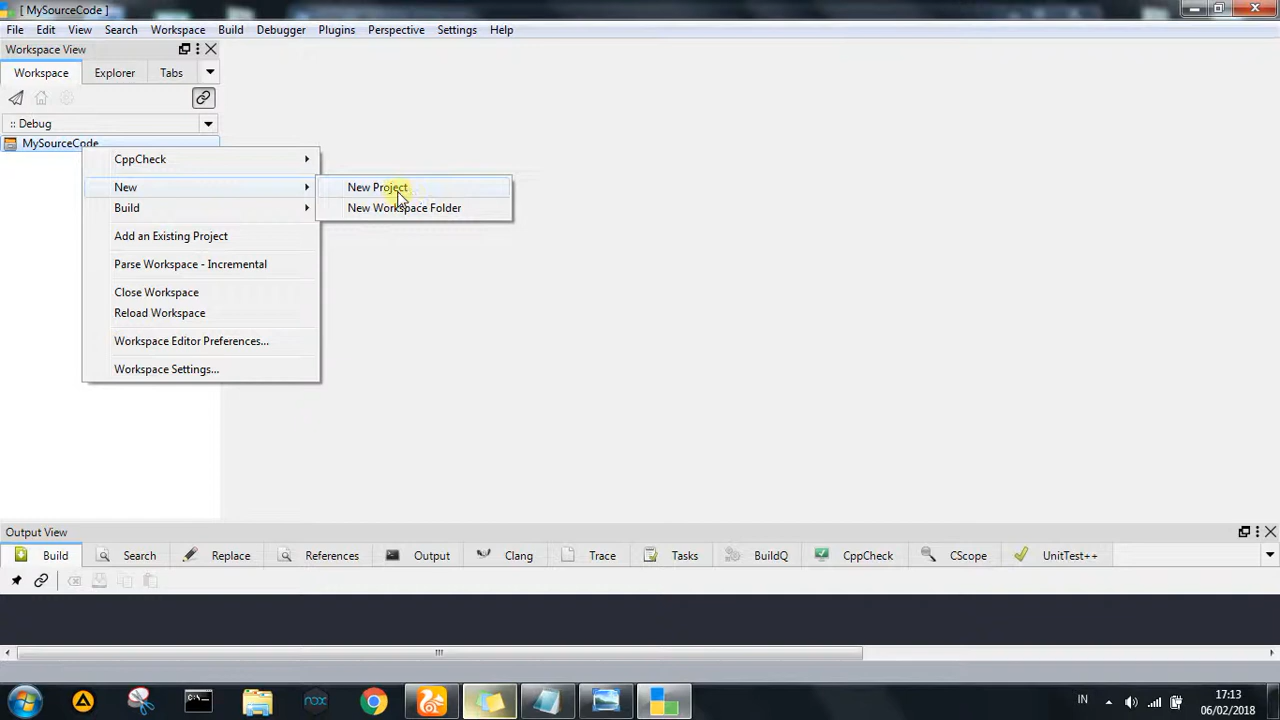 [ MySourceCode ]
File Edit View Search Workspace Build Debugger Plugins Perspective Settings Help
Workspace View
Workspace Explorer Tabs
:: Debug
MySourceCode
CppCheck
New
Build
Add an Existing Project
Parse Workspace - Incremental
Close Workspace
Reload Workspace
Workspace Editor Preferences...
Workspace Settings...
New Project
New Workspace Folder
Output View
Build Search Replace References Output Clang Trace Tasks BuildQ CppCheck CScope UnitTest++
nox
IN
17:13
06/02/2018